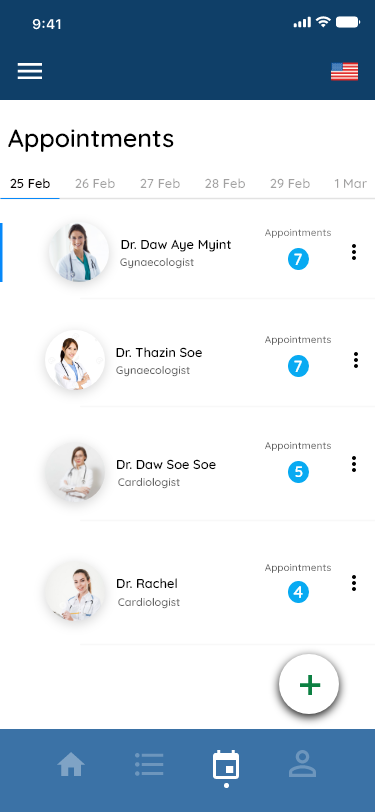 9:41
Appointments
25 Feb 26 Feb 27 Feb 28 Feb 29 Feb 1 Mar
Dr. Daw Aye Myint
Gynaecologist
Appointments
7
Dr. Thazin Soe
Gynaecologist
Appointments
7
Dr. Daw Soe Soe
Cardiologist
Appointments
5
Dr. Rachel
Cardiologist
Appointments
4